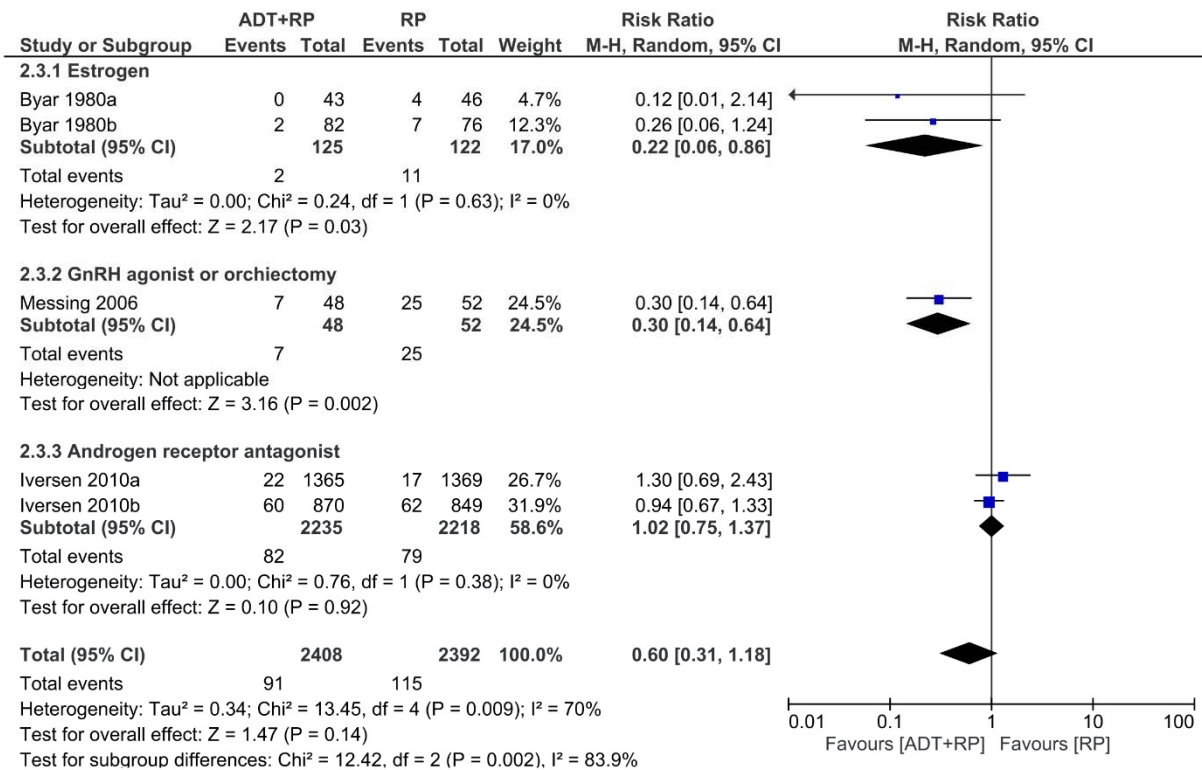 ADT+RP RP Risk Ratio Risk Ratio
Study or Subgroup Events Total Events Total Weight M-H, Random, 95% CI M-H, Random, 95% CI
2.3.1 Estrogen
Byar 1980a 0 43 4 46 4.7% 0.12 [0.01, 2.14]
Byar 1980b 2 82 7 76 12.3% 0.26 [0.06, 1.24]
Subtotal (95% CI) 125 122 17.0% 0.22 [0.06, 0.86]
Total events 2 11
Heterogeneity: Tau² = 0.00; Chi² = 0.24, df = 1 (P = 0.63); I² = 0%
Test for overall effect: Z = 2.17 (P = 0.03)
2.3.2 GnRH agonist or orchiectomy
Messing 2006 7 48 25 52 24.5% 0.30 [0.14, 0.64]
Subtotal (95% CI) 48 52 24.5% 0.30 [0.14, 0.64]
Total events 7 25
Heterogeneity: Not applicable
Test for overall effect: Z = 3.16 (P = 0.002)
2.3.3 Androgen receptor antagonist
Iversen 2010a 22 1365 17 1369 26.7% 1.30 [0.69, 2.43]
Iversen 2010b 60 870 62 849 31.9% 0.94 [0.67, 1.33]
Subtotal (95% CI) 2235 2218 58.6% 1.02 [0.75, 1.37]
Total events 82 79
Heterogeneity: Tau² = 0.00; Chi² = 0.76, df = 1 (P = 0.38); I² = 0%
Test for overall effect: Z = 0.10 (P = 0.92)
Total (95% CI) 2408 2392 100.0% 0.60 [0.31, 1.18]
Total events 91 115
Heterogeneity: Tau² = 0.34; Chi² = 13.45, df = 4 (P = 0.009); I² = 70%
Test for overall effect: Z = 1.47 (P = 0.14)
Test for subgroup differences: Chi² = 12.42, df = 2 (P = 0.002), I² = 83.9%
0.01 0.1 1 10 100
Favours [ADT+RP] Favours [RP]